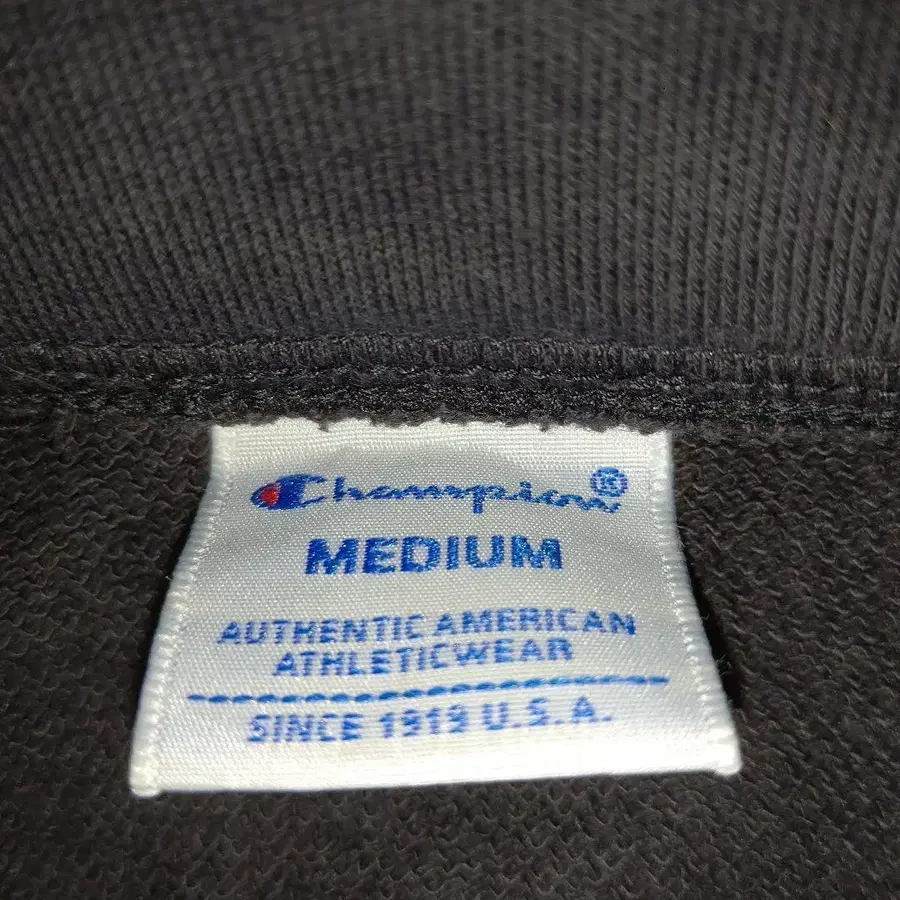 Champion®
MEDIUM
AUTHENTIC AMERICAN
ATHLETICWEAR
SINCE 1919 U.S.A.